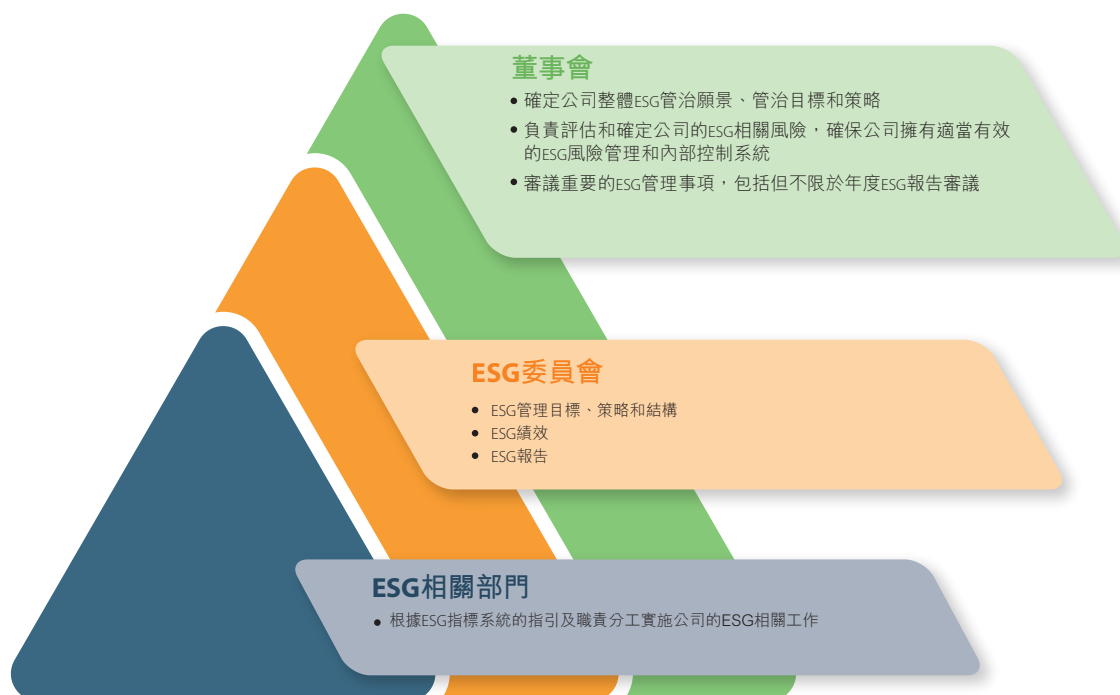 董事會
• 確定公司整體ESG管治願景、管治目標和策略
• 負責評估和確定公司的ESG相關風險，確保公司擁有適當有效
的ESG風險管理和內部控制系統
• 審議重要的ESG管理事項，包括但不限於年度ESG報告審議
ESG委員會
• ESG管理目標、策略和結構
• ESG績效
• ESG報告
ESG相關部門
• 根據ESG指標系統的指引及職責分工實施公司的ESG相關工作